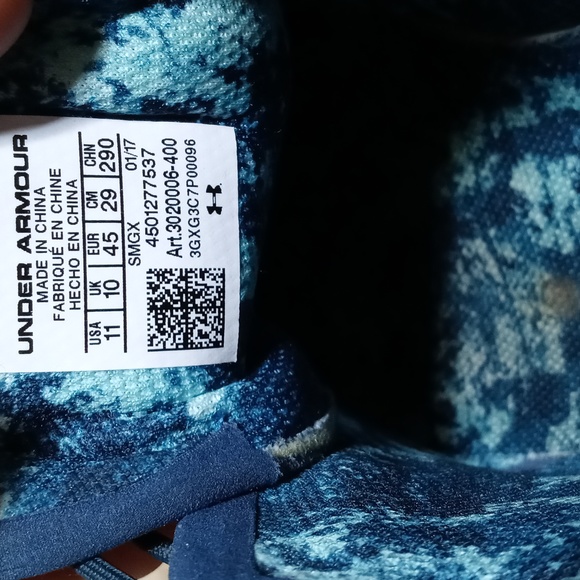 UNDER ARMOUR
MADE IN CHINA
FABRIQUÉ EN CHINE
HECHO EN CHINA
USA UK EUR CM CHN
11 10 45 29 290
SMGX 01/17
4501277537
Art.3020006-400
3GXG3C7P00096